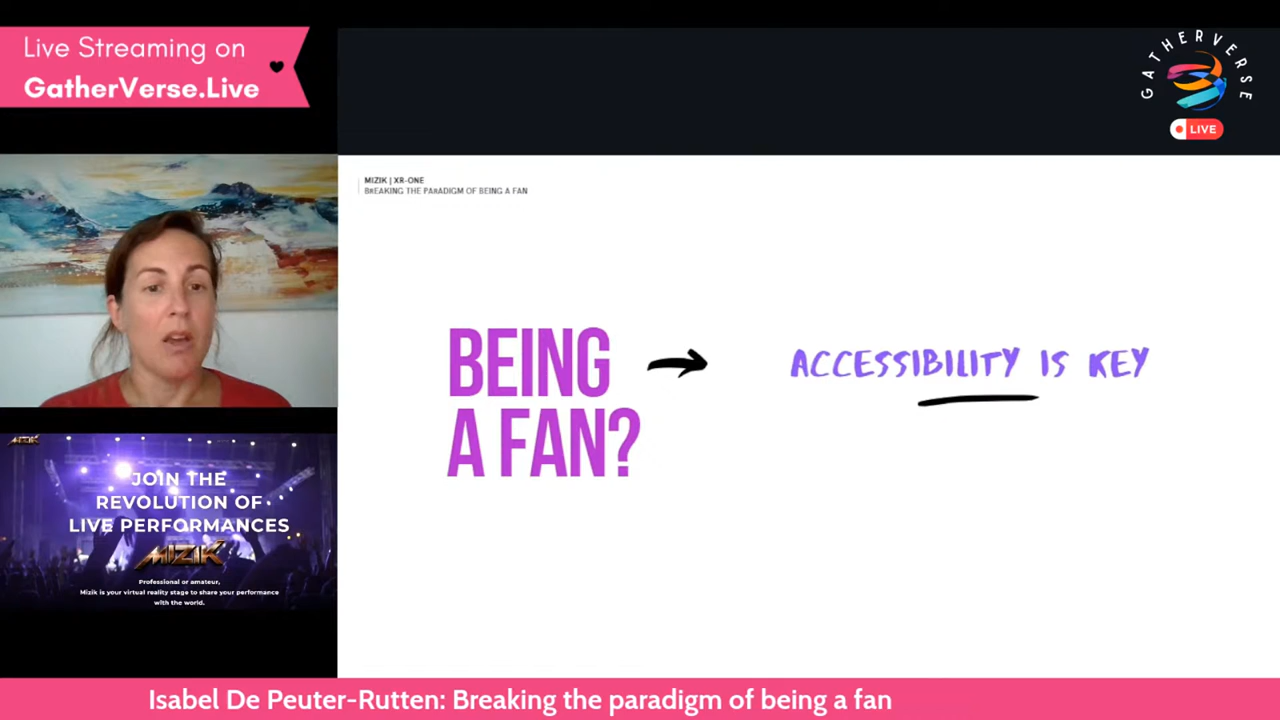 Live Streaming on
GatherVerse.Live
GATHERVERSE
LIVE
MIZIK | XR-ONE
BREAKING THE PARADIGM OF BEING A FAN
BEING
A FAN?
ACCESSIBILITY IS KEY
MIZIK
JOIN THE
REVOLUTION OF
LIVE PERFORMANCES
MIZIK
Professional or amateur,
Mizik is your virtual reality stage to share your performance
with the world.
Isabel De Peuter-Rutten: Breaking the paradigm of being a fan